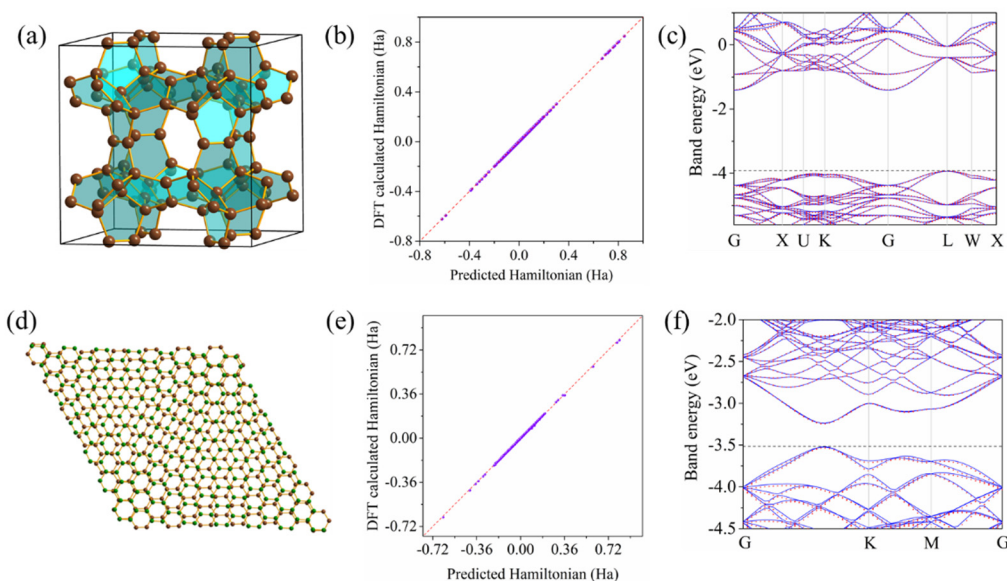 (a)
(b)
DFT calculated Hamiltonian (Ha)
0.8
0.4
0.0
-0.4
-0.8
-0.8 -0.4 0.0 0.4 0.8
Predicted Hamiltonian (Ha)
(c)
Band energy (eV)
0
-2
-4
G X U K G L W X
(d)
(e)
DFT calculated Hamiltonian (Ha)
0.72
0.36
0.00
-0.36
-0.72
-0.72 -0.36 0.00 0.36 0.72
Predicted Hamiltonian (Ha)
(f)
Band energy (eV)
-2.0
-2.5
-3.0
-3.5
-4.0
-4.5
G K M G